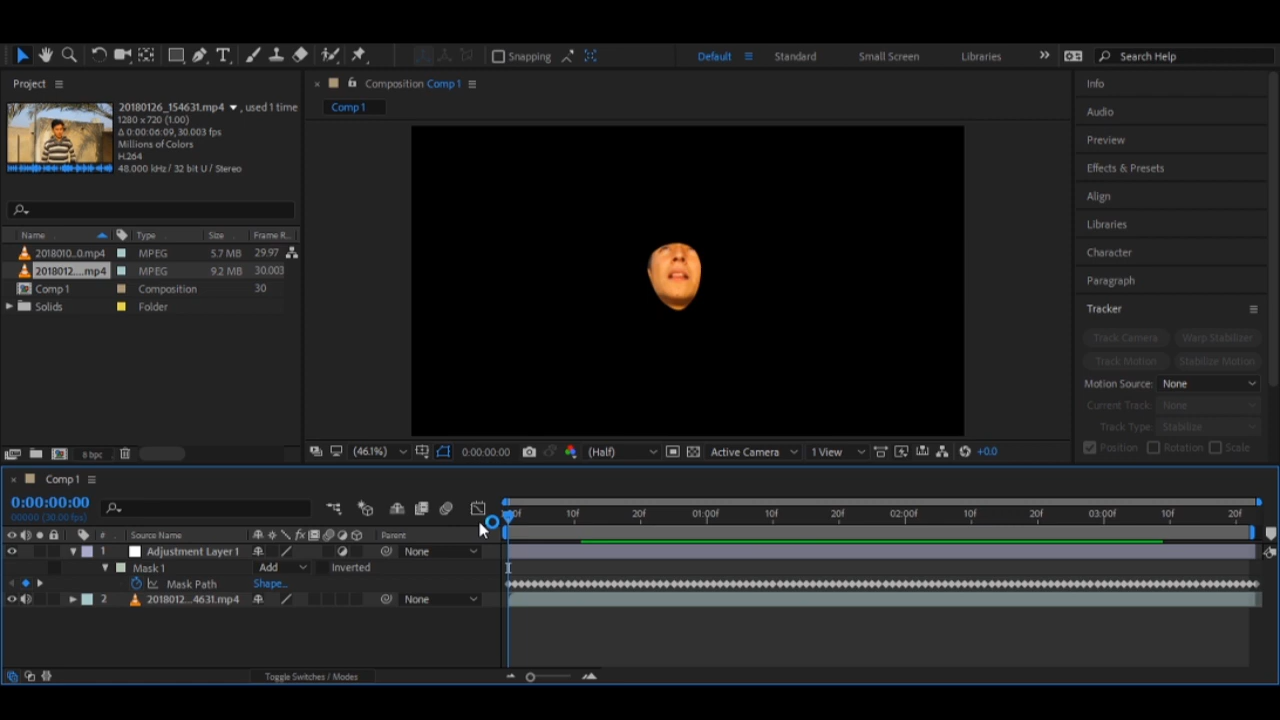 Snapping
Default
Standard
Small Screen
Libraries
Search Help
Project
20180126_154631.mp4 , used 1 time
1280 x 720 (1.00)
Δ 0:00:06:09, 30.003 fps
Millions of Colors
H.264
48.000 kHz / 32 bit U / Stereo
Name Type Size Frame R...
2018010...0.mp4 MPEG 5.7 MB 29.97
2018012....mp4 MPEG 9.2 MB 30.003
Comp 1 Composition 30
Solids Folder
8 bpc
Composition Comp 1
Comp 1
(46.1%) 0:00:00:00 (Half) Active Camera 1 View +0.0
Info
Audio
Preview
Effects & Presets
Align
Libraries
Character
Paragraph
Tracker
Track Camera Warp Stabilizer
Track Motion Stabilize Motion
Motion Source: None
Current Track: None
Track Type: Stabilize
Position Rotation Scale
Comp 1
0:00:00:00
00000 (30.00 fps)
10f 20f 01:00f 10f 20f 02:00f 10f 20f 03:00f 10f 20f
# Source Name Parent
1 Adjustment Layer 1 None
Mask 1 Add Inverted
Mask Path Shape...
2 2018012...4631.mp4 None
Toggle Switches / Modes